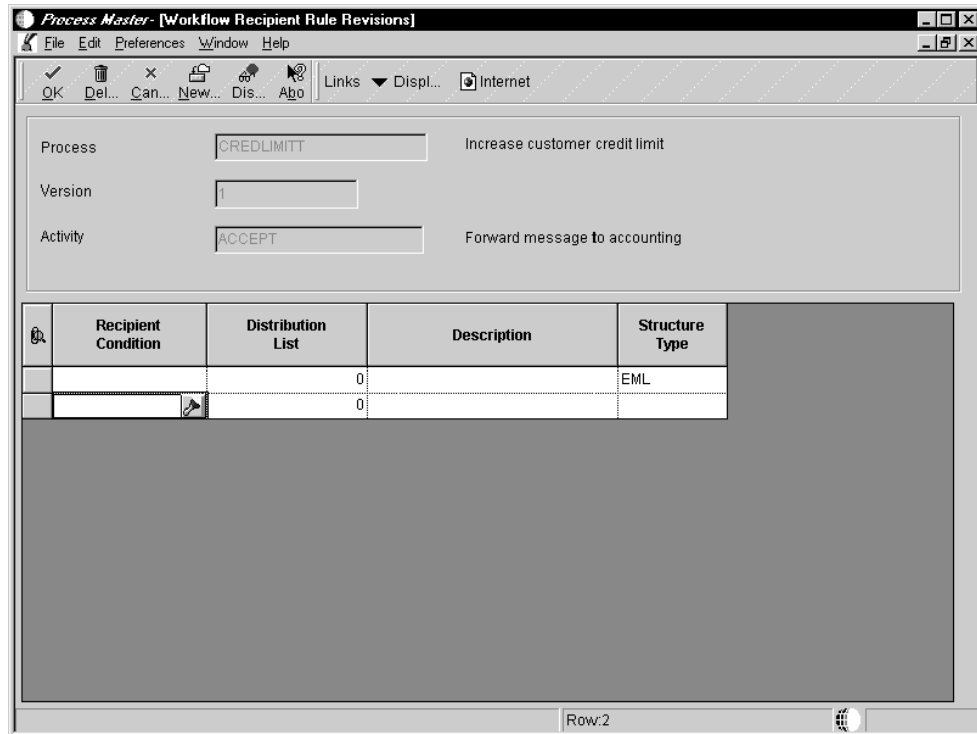 Process Master - [Workflow Recipient Rule Revisions]
File Edit Preferences Window Help
OK Del... Can... New... Dis... Abo Links Displ... Internet
Process CREDLIMITT Increase customer credit limit
Version 1
Activity ACCEPT Forward message to accounting
Recipient Condition Distribution List Description Structure Type
0 EML
0
Row:2